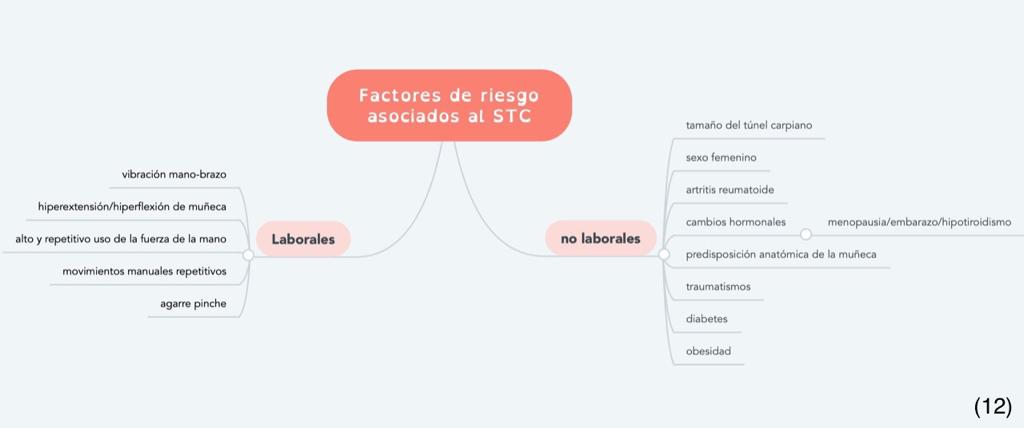 Factores de riesgo
asociados al STC
Laborales
vibración mano-brazo
hiperextensión/hiperflexión de muñeca
alto y repetitivo uso de la fuerza de la mano
movimientos manuales repetitivos
agarre pinche
no laborales
tamaño del túnel carpiano
sexo femenino
artritis reumatoide
cambios hormonales
menopausia/embarazo/hipotiroidismo
predisposición anatómica de la muñeca
traumatismos
diabetes
obesidad
(12)